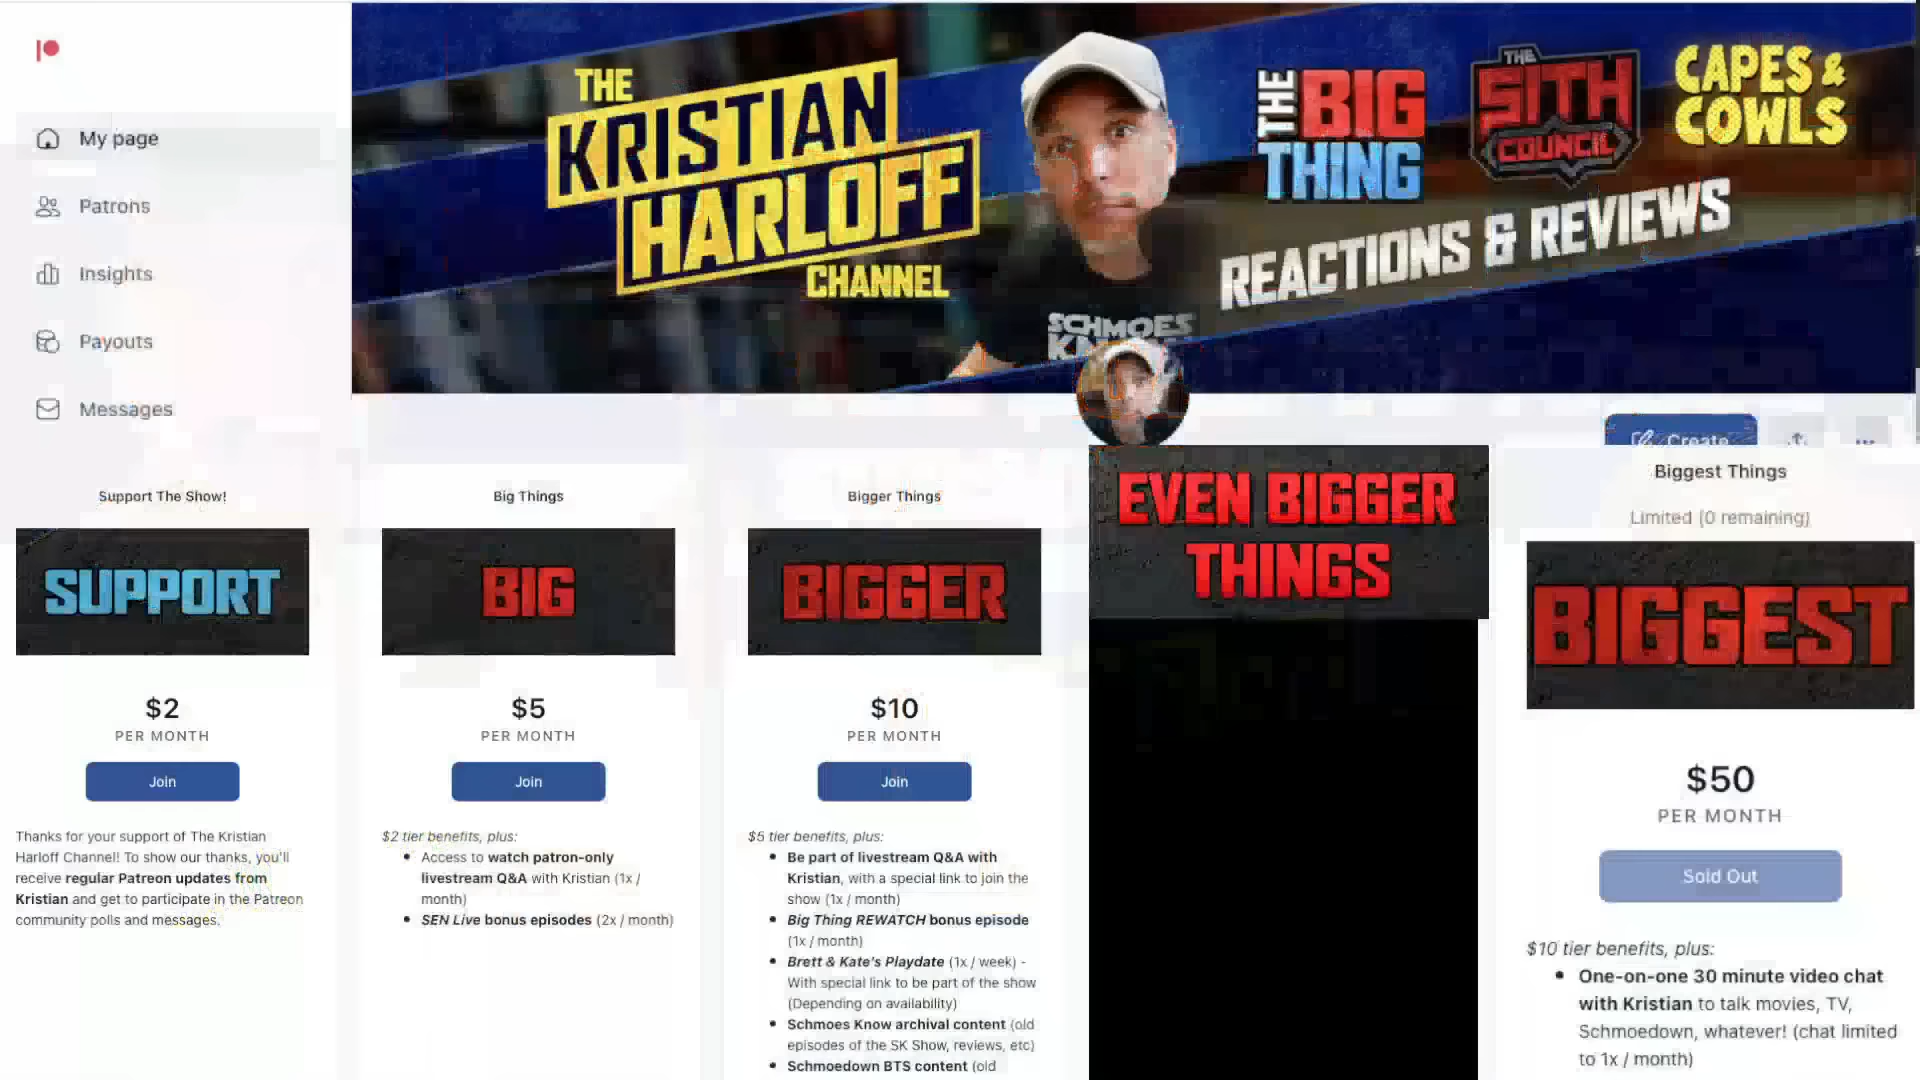 THE
KRISTIAN
HARLOFF
CHANNEL
SCHMOES
THE BIG
THING
THE
SITH
COUNCIL
CAPES &
COWLS
REACTIONS & REVIEWS
My page
Patrons
Insights
Payouts
Messages
Create
Support The Show!
SUPPORT
$2
PER MONTH
Join
Thanks for your support of The Kristian
Harloff Channel! To show our thanks, you'll
receive regular Patreon updates from
Kristian and get to participate in the Patreon
community polls and messages.
Big Things
BIG
$5
PER MONTH
Join
$2 tier benefits, plus:
Access to watch patron-only
livestream Q&A with Kristian (1x /
month)
SEN Live bonus episodes (2x / month)
Bigger Things
BIGGER
$10
PER MONTH
Join
$5 tier benefits, plus:
Be part of livestream Q&A with
Kristian, with a special link to join the
show (1x / month)
Big Thing REWATCH bonus episode
(1x / month)
Brett & Kate's Playdate (1x / week) -
With special link to be part of the show
(Depending on availability)
Schmoes Know archival content (old
episodes of the SK Show, reviews, etc)
Schmoedown BTS content (old
EVEN BIGGER
THINGS
Biggest Things
Limited (0 remaining)
BIGGEST
$50
PER MONTH
Sold Out
$10 tier benefits, plus:
One-on-one 30 minute video chat
with Kristian to talk movies, TV,
Schmoedown, whatever! (chat limited
to 1x / month)